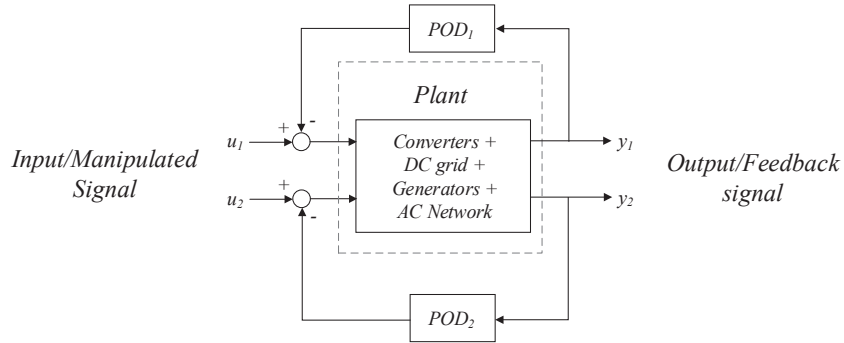 POD1
Plant
+
-
u1
Converters +
DC grid +
Generators +
AC Network
y1
Input/Manipulated
Signal
Output/Feedback
signal
+
u2
-
y2
POD2